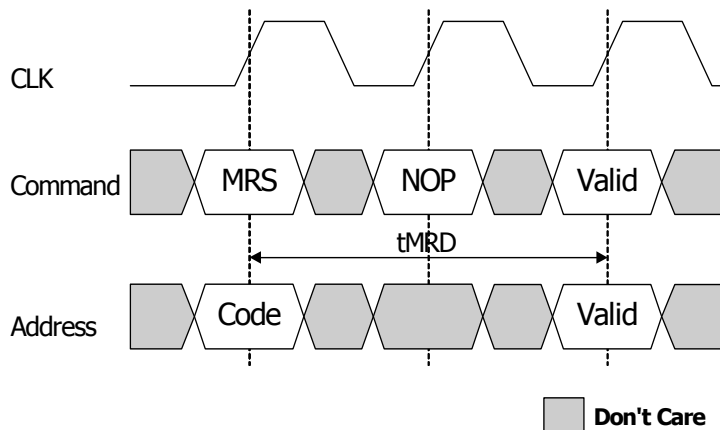 CLK
Command MRS NOP Valid
tMRD
Address Code Valid
Don't Care